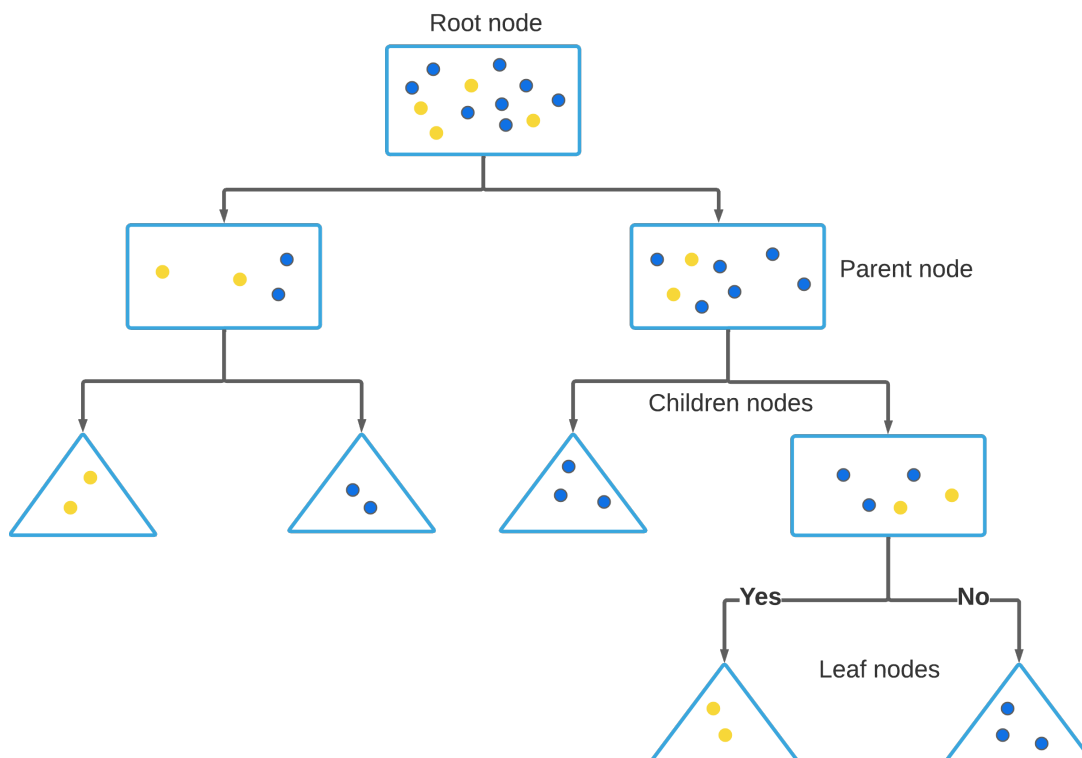 Root node
Parent node
Children nodes
Yes
No
Leaf nodes